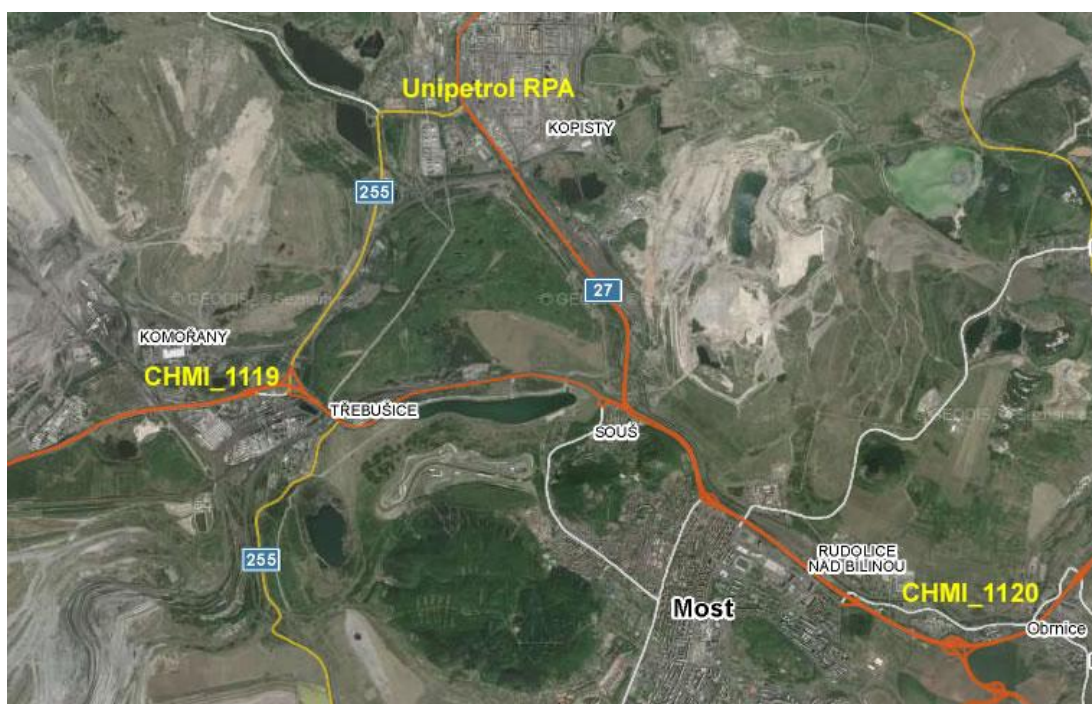 Unipetrol RPA
KOPISTY
255
27
KOMOŘANY
CHMI_1119
TŘEBUŠICE
SOUŠ
255
RUDOLICE
NAD BÍLINOU
CHMI_1120
Most
Obrnice